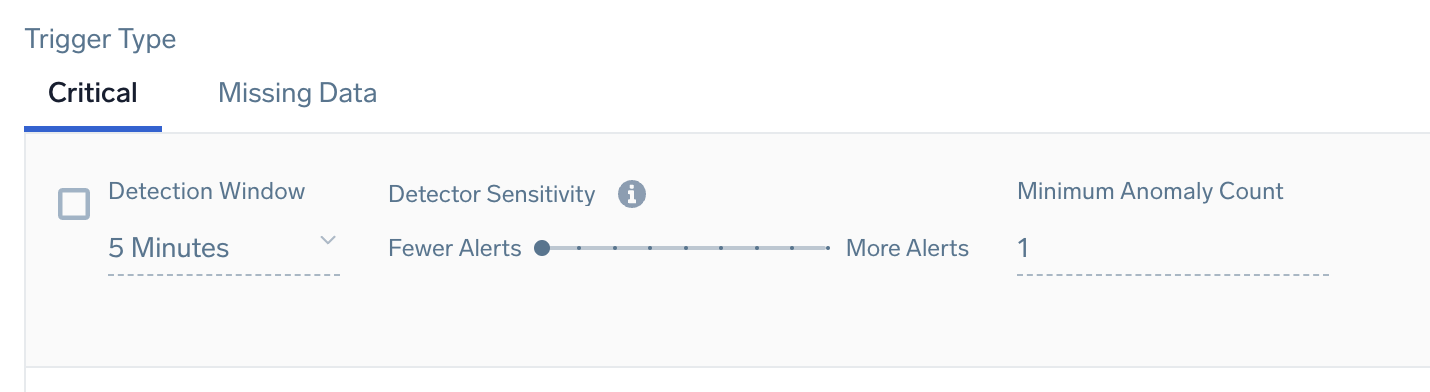 Trigger Type
Critical
Missing Data
Detection Window
Detector Sensitivity
Minimum Anomaly Count
5 Minutes
Fewer Alerts
More Alerts
1